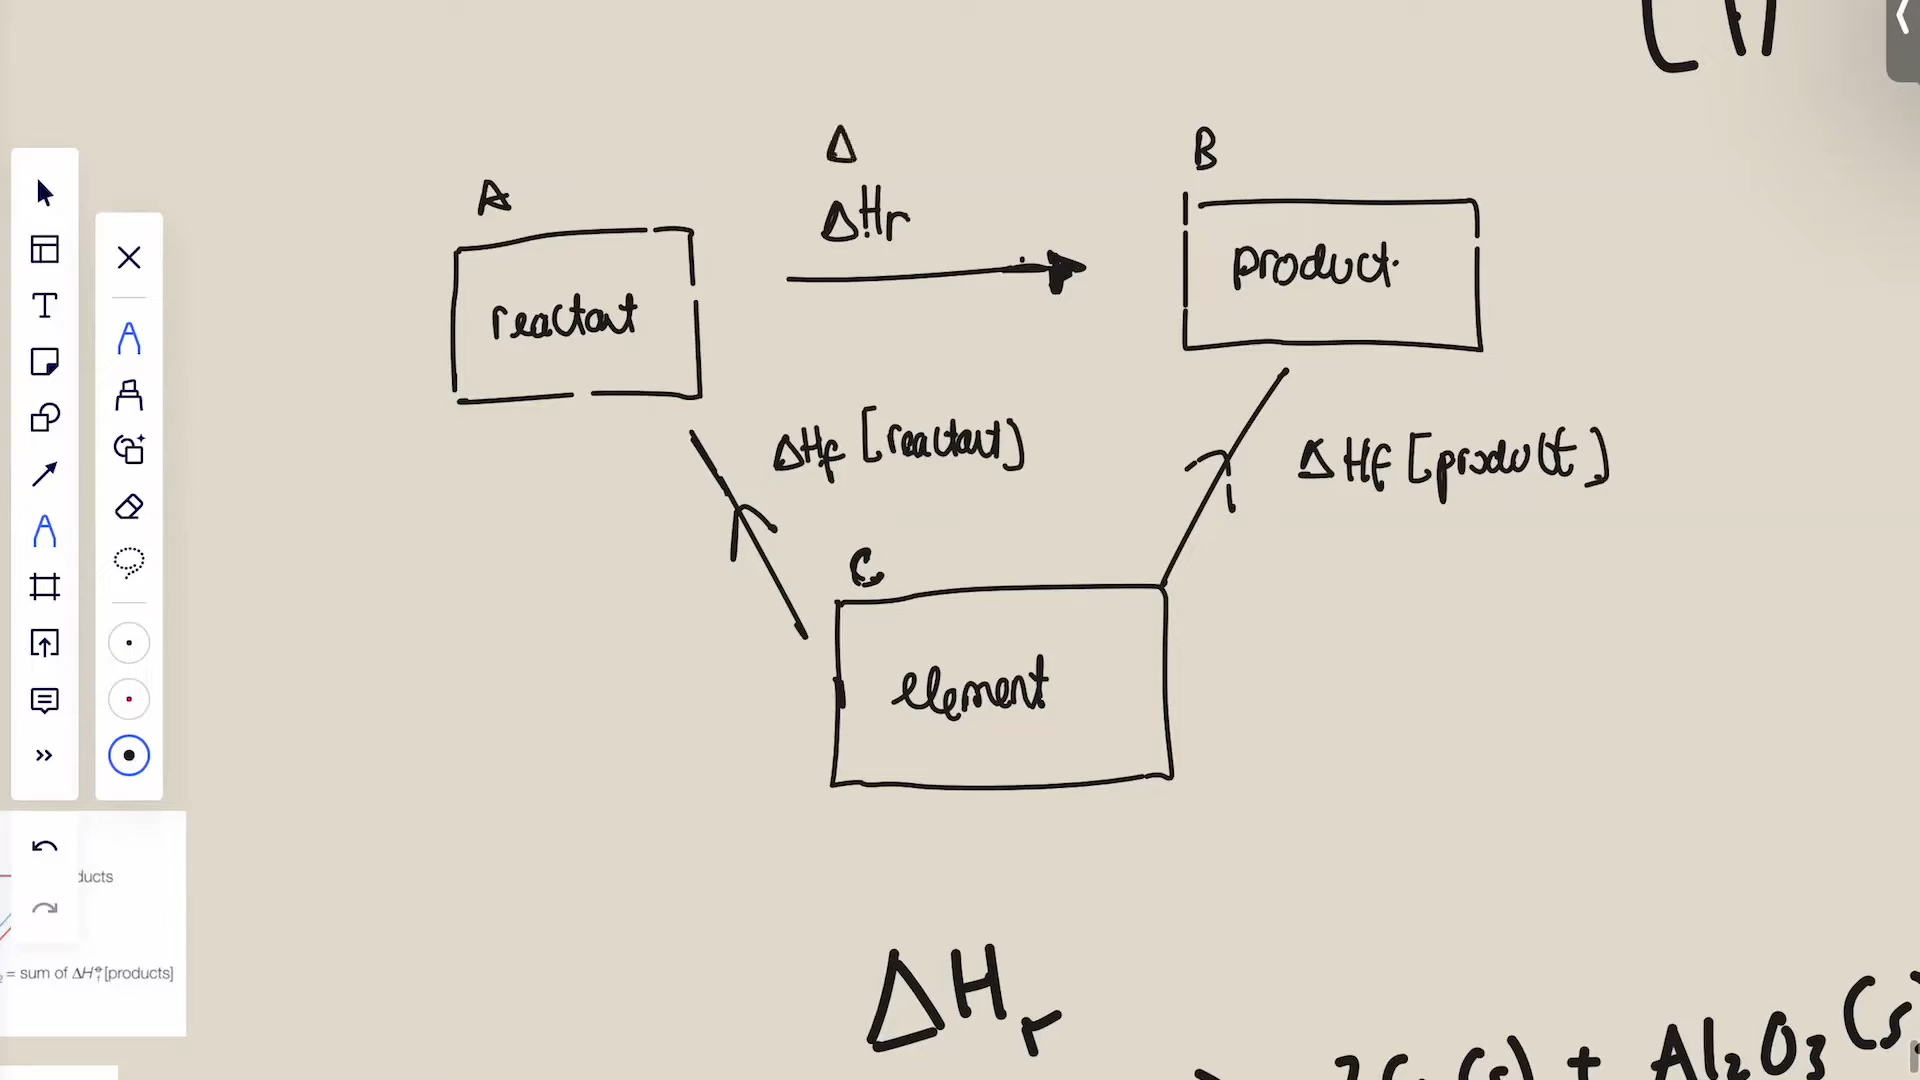 Δ
B
A
ΔHr
product
reactant
ΔHf [reactant]
ΔHf [product]
C
element
ducts
= sum of ΔH⦵f [products]
ΔHr
(s) + Al2O3 (s)